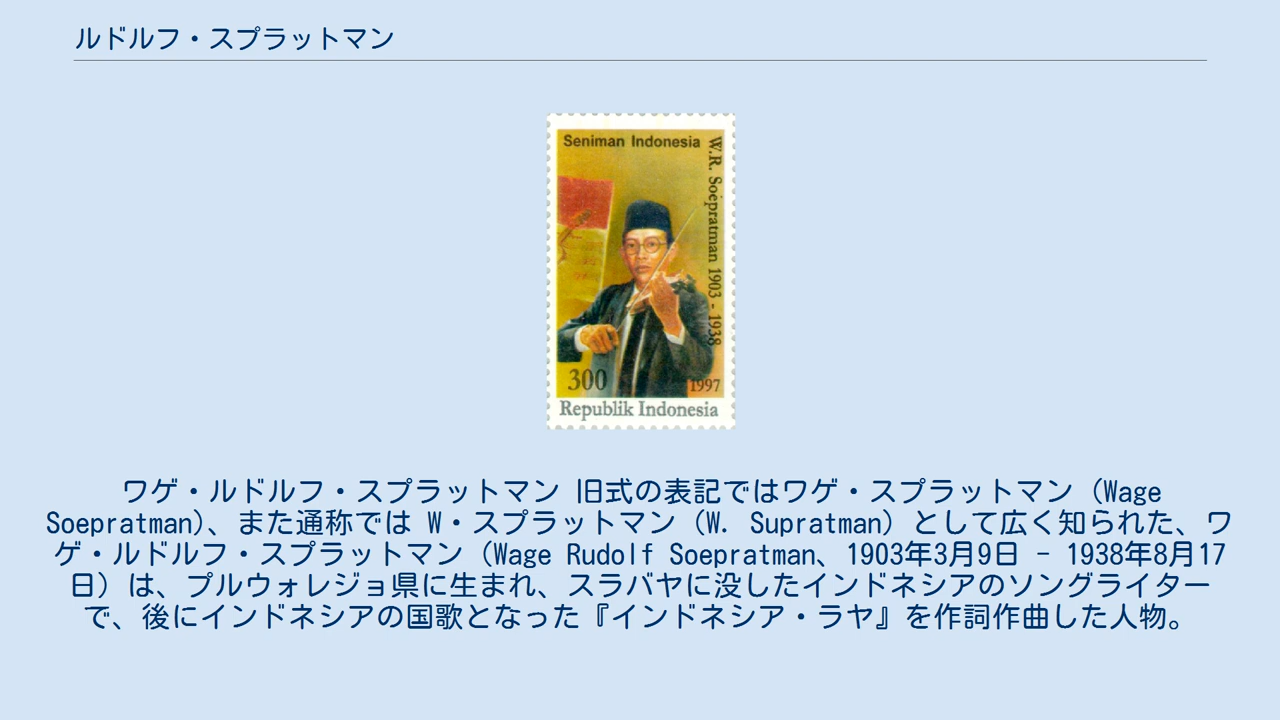 ルドルフ・スプラットマン
Seniman Indonesia
W.R. Soepratman 1903 - 1938
300
1997
Republik Indonesia
ワゲ・ルドルフ・スプラットマン 旧式の表記ではワゲ・スプラットマン（Wage
Soepratman)、また通称では W・スプラットマン（W. Supratman）として広く知られた、ワ
ゲ・ルドルフ・スプラットマン（Wage Rudolf Soepratman、1903年3月9日 - 1938年8月17
日）は、プルウォレジョ県に生まれ、スラバヤに没したインドネシアのソングライター
で、後にインドネシアの国歌となった『インドネシア・ラヤ』を作詞作曲した人物。